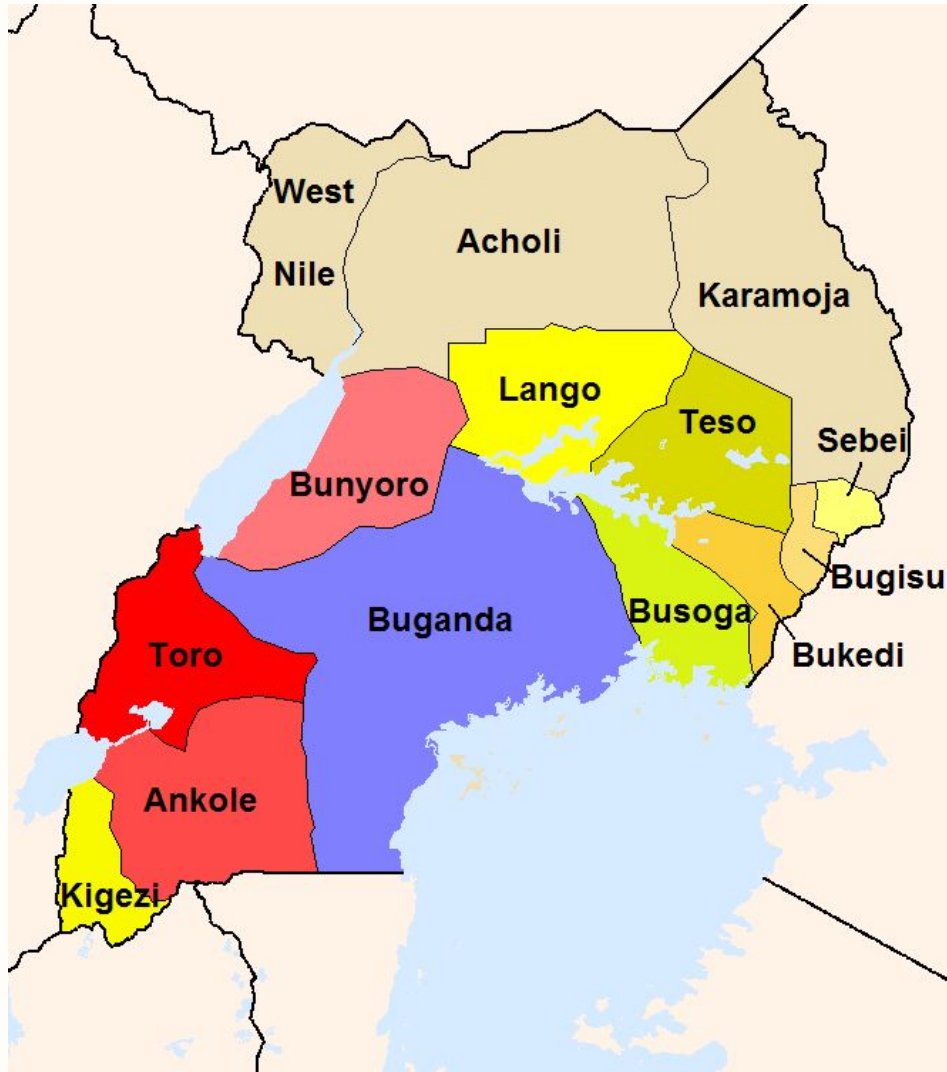 West
Nile
Acholi
Karamoja
Lango
Teso
Sebei
Bunyoro
Bugisu
Buganda
Busoga
Toro
Bukedi
Ankole
Kigezi